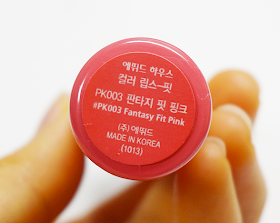 에뛰드 하우스
컬러 립스-핏
PK003 판타지 핏 핑크
#PK003 Fantasy Fit Pink
(주) 에뛰드
MADE IN KOREA
(1013)